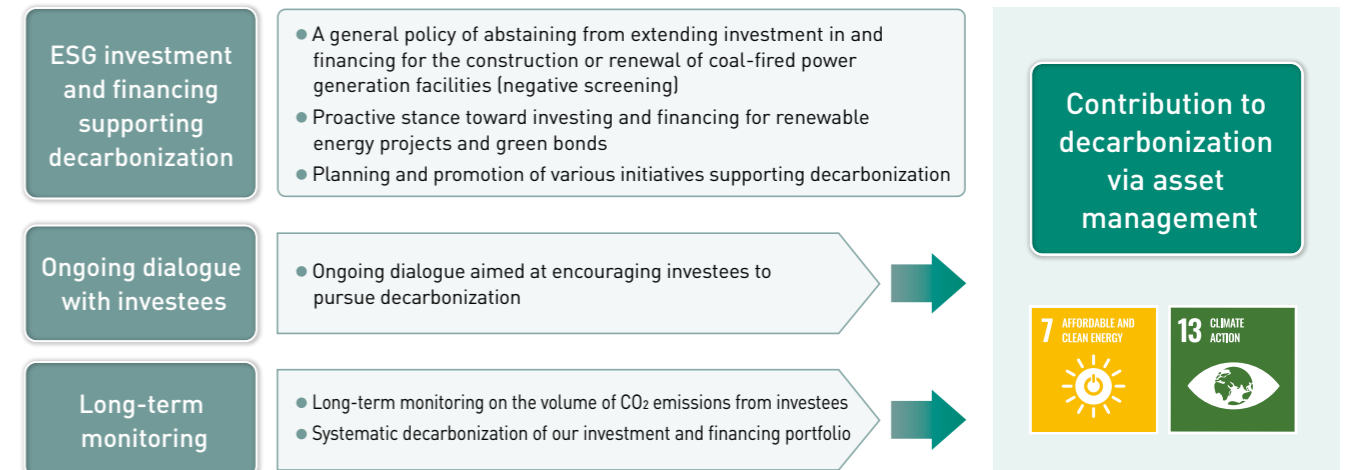 ESG investment
and financing
supporting
decarbonization
● A general policy of abstaining from extending investment in and
financing for the construction or renewal of coal-fired power
generation facilities (negative screening)
● Proactive stance toward investing and financing for renewable
energy projects and green bonds
● Planning and promotion of various initiatives supporting decarbonization
Ongoing dialogue
with investees
● Ongoing dialogue aimed at encouraging investees to
pursue decarbonization
Long-term
monitoring
● Long-term monitoring on the volume of CO₂ emissions from investees
● Systematic decarbonization of our investment and financing portfolio
Contribution to
decarbonization
via asset
management
7 AFFORDABLE AND
CLEAN ENERGY
13 CLIMATE
ACTION